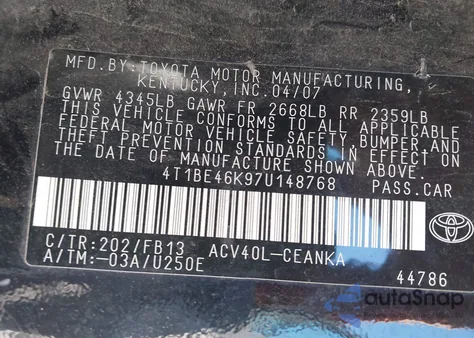 MFD.BY:TOYOTA MOTOR MANUFACTURING,
KENTUCKY, INC. 04/07
GVWR 4345LB GAWR FR 2668LB RR 2359LB
THIS VEHICLE CONFORMS TO ALL APPLICABLE
FEDERAL MOTOR VEHICLE SAFETY,BUMPER,AND
THEFT PREVENTION STANDARDS IN EFFECT ON
THE DATE OF MANUFACTURE SHOWN ABOVE.
4T1BE46K97U148768 PASS.CAR
C/TR:202/FB13 ACV40L-CEANKA
A/TM:-03A/U250E
44786
autoSnap